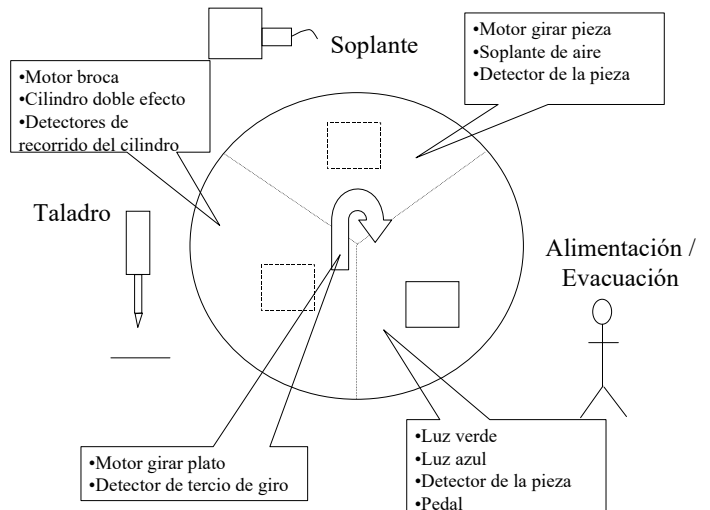 Soplante
•Motor girar pieza
•Soplante de aire
•Detector de la pieza
•Motor broca
•Cilindro doble efecto
•Detectores de
recorrido del cilindro
Taladro
Alimentación /
Evacuación
•Motor girar plato
•Detector de tercio de giro
•Luz verde
•Luz azul
•Detector de la pieza
•Pedal